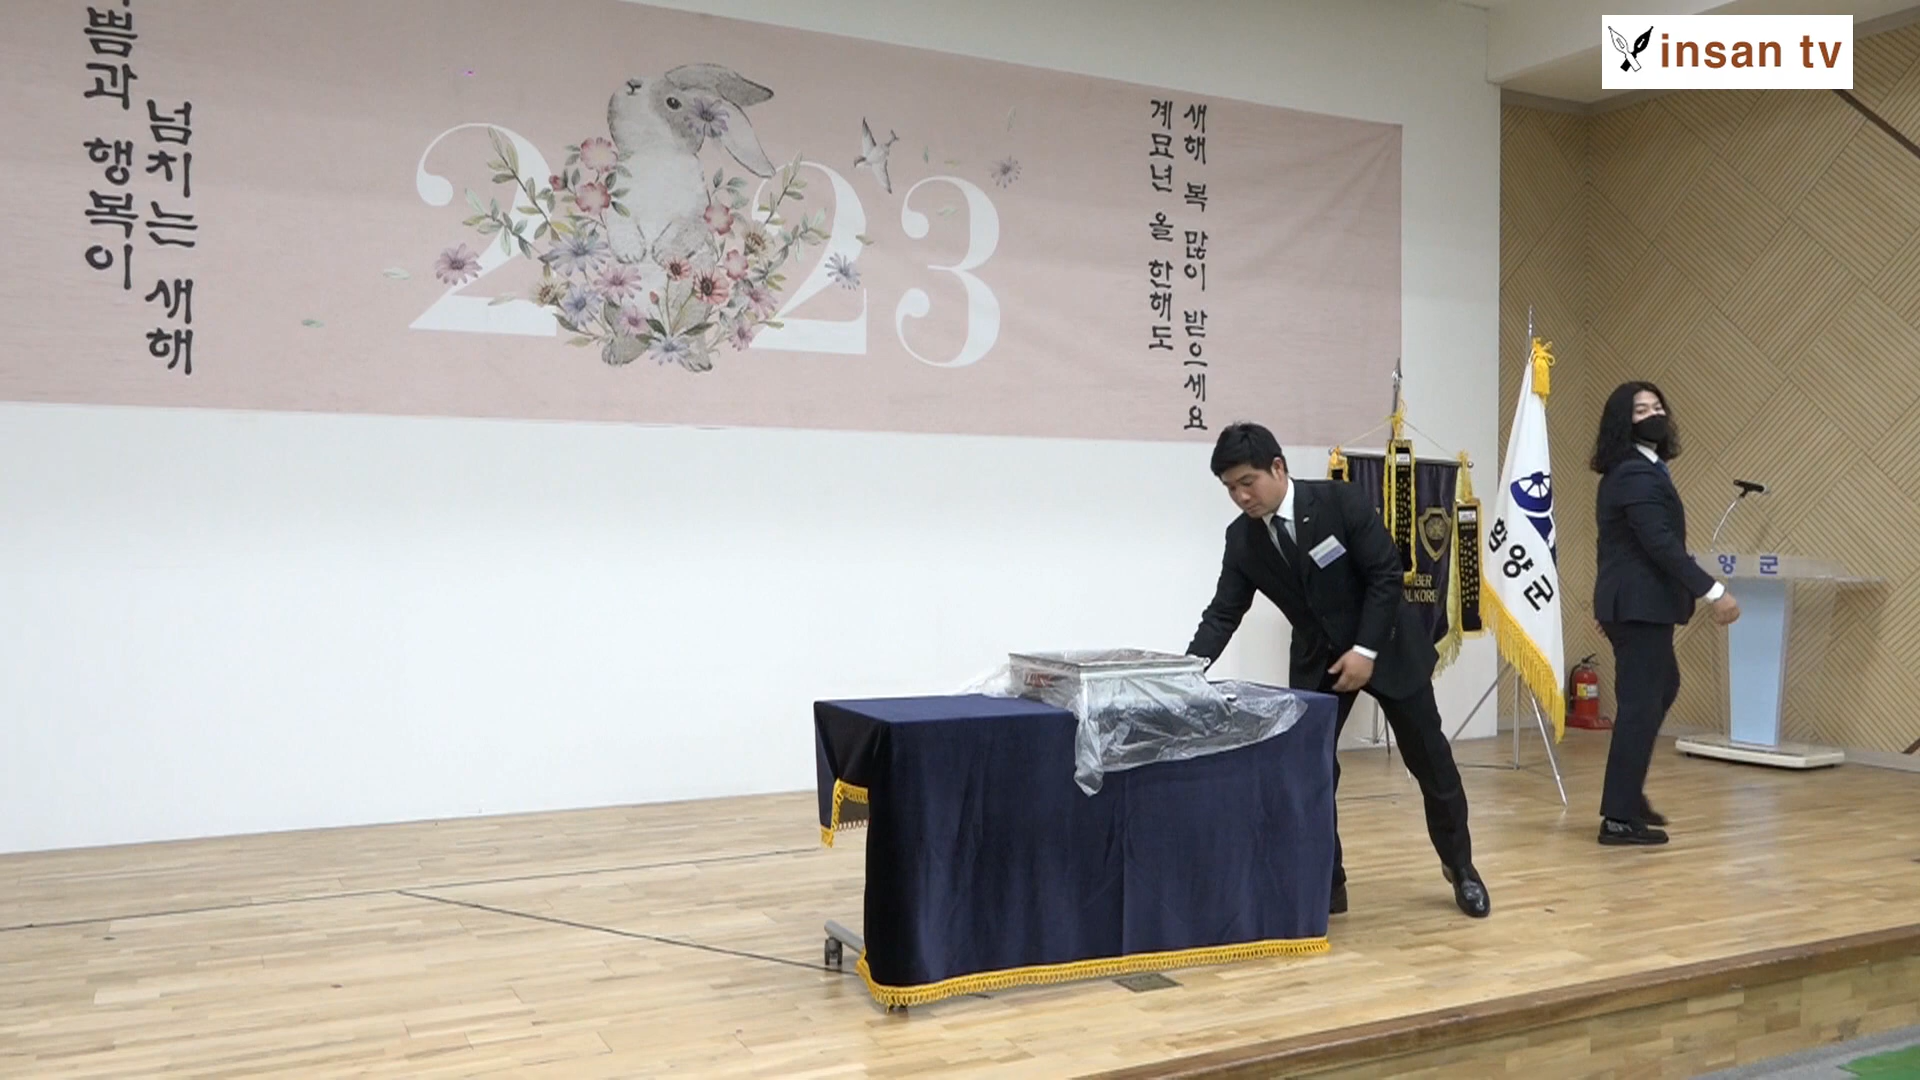 insan tv
쁨과 행복이
넘치는 새해
2023
새해 복 많이 받으세요
계묘년 올 한해도
함양군
양군